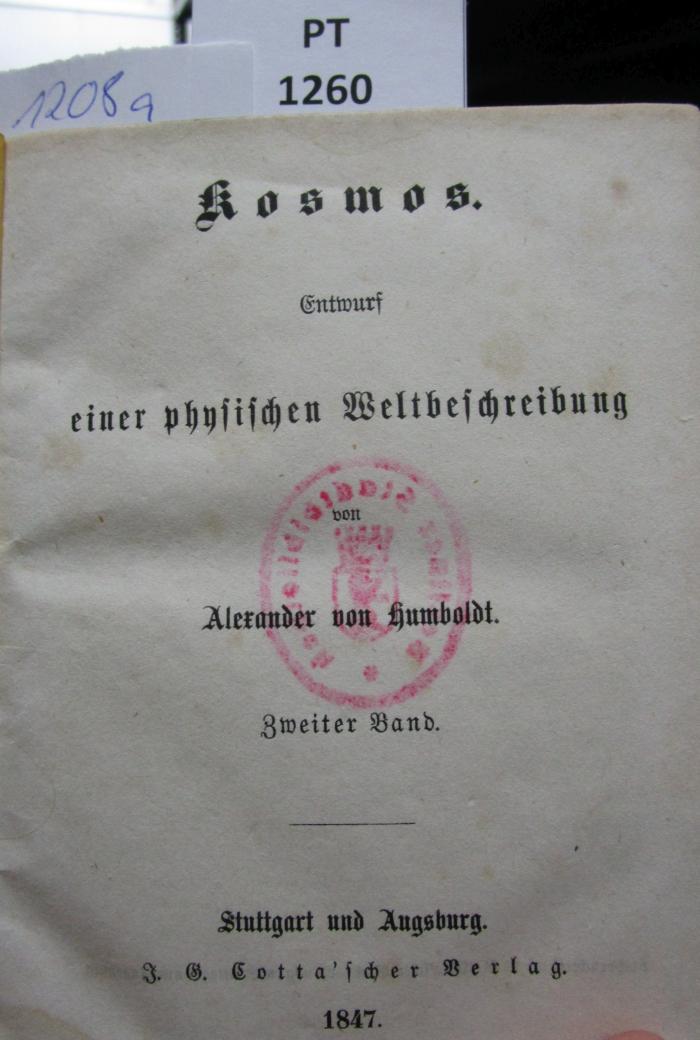 PT
1260
1208a
Kosmos.
Entwurf
einer physischen Weltbeschreibung
von
Alexander von Humboldt.
Zweiter Band.
Stuttgart und Augsburg.
J. G. Cotta'scher Verlag.
1847.